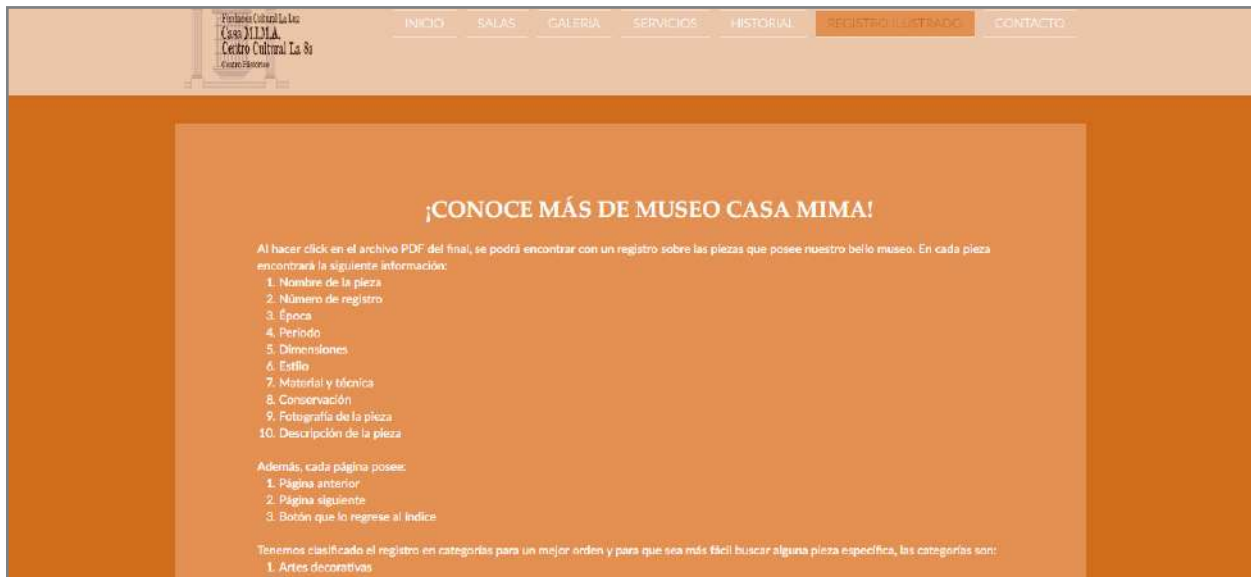 Fundación Cultural La Luz
Casa M.I.M.A.
Centro Cultural La 8a
Centro Histórico
INICIO SALAS GALERIA SERVICIOS HISTORIAL REGISTRO ILUSTRADO CONTACTO
¡CONOCE MÁS DE MUSEO CASA MIMA!
Al hacer click en el archivo PDF del final, se podrá encontrar con un registro sobre las piezas que posee nuestro bello museo. En cada pieza
encontrará la siguiente información:
1. Nombre de la pieza
2. Número de registro
3. Época
4. Periodo
5. Dimensiones
6. Estilo
7. Material y técnica
8. Conservación
9. Fotografía de la pieza
10. Descripción de la pieza
Además, cada página posee:
1. Página anterior
2. Página siguiente
3. Botón que lo regrese al índice
Tenemos clasificado el registro en categorías para un mejor orden y para que sea más fácil buscar alguna pieza específica, las categorías son:
1. Artes decorativas